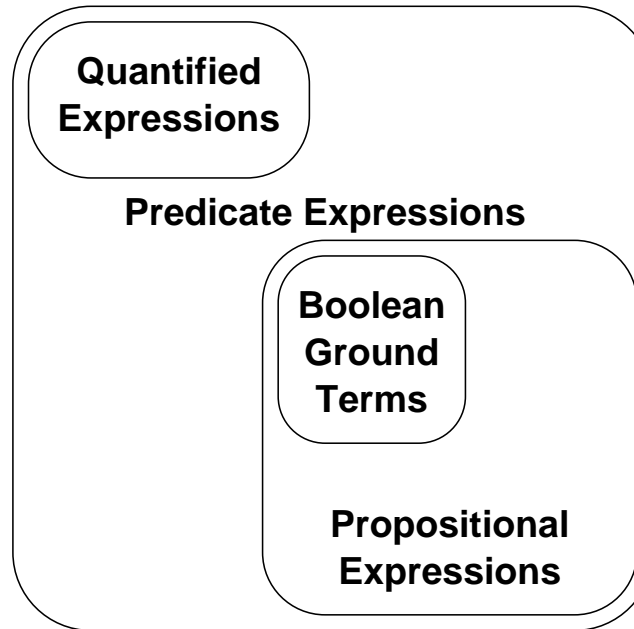 Quantified
Expressions
Predicate Expressions
Boolean
Ground
Terms
Propositional
Expressions